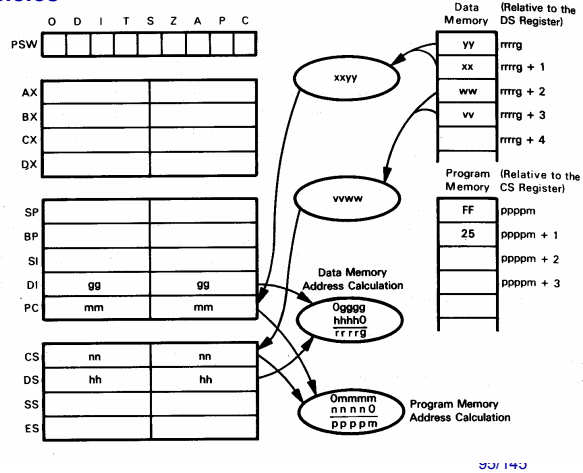 O D I T S Z A P C
PSW
AX
BX
CX
DX
SP
BP
SI
DI gg gg
PC mm mm
CS nn nn
DS hh hh
SS
ES
xxyy
vvww
Data Memory
Address Calculation
0gggg
hhhh0
rrrrg
0mmmm
nnnn0
ppppm
Program Memory
Address Calculation
Data
Memory
(Relative to the
DS Register)
yy rrrrg
xx rrrrg + 1
ww rrrrg + 2
vv rrrrg + 3
rrrrg + 4
Program
Memory
(Relative to the
CS Register)
FF ppppm
25 ppppm + 1
ppppm + 2
ppppm + 3
95/145